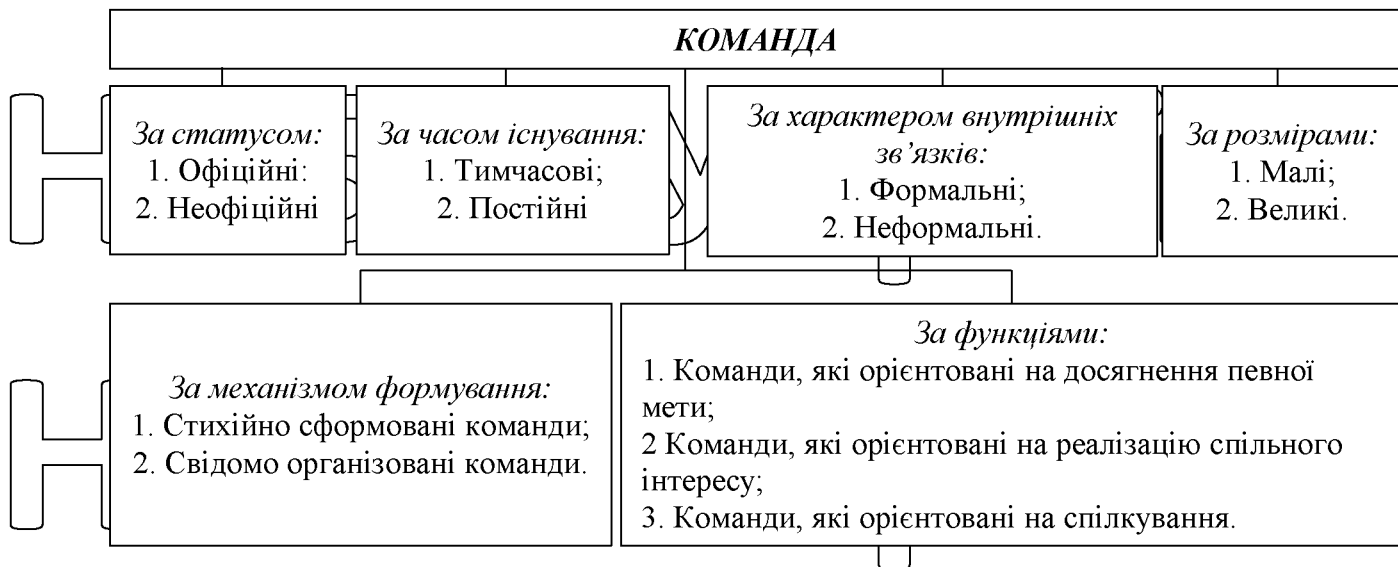 КОМАНДА
За статусом:
1. Офіційні:
2. Неофіційні
За часом існування:
1. Тимчасові;
2. Постійні
За характером внутрішніх
зв’язків:
1. Формальні;
2. Неформальні.
За розмірами:
1. Малі;
2. Великі.
За механізмом формування:
1. Стихійно сформовані команди;
2. Свідомо організовані команди.
За функціями:
1. Команди, які орієнтовані на досягнення певної
мети;
2 Команди, які орієнтовані на реалізацію спільного
інтересу;
3. Команди, які орієнтовані на спілкування.